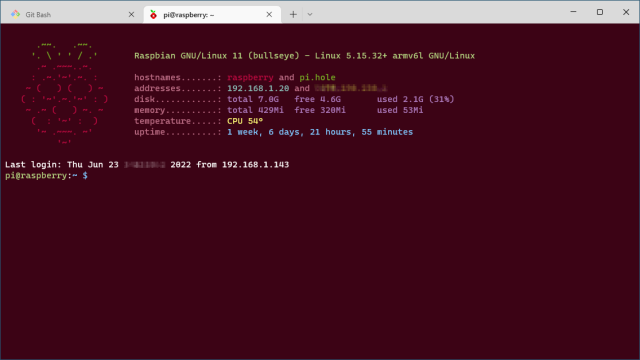 Git Bash
pi@raspberry: ~
Raspbian GNU/Linux 11 (bullseye) - Linux 5.15.32+ armv6l GNU/Linux
hostnames.......: raspberry and pi.hole
addresses.......: 192.168.1.20 and
disk............: total 7.0G free 4.6G used 2.1G (31%)
memory..........: total 429Mi free 320Mi used 53Mi
temperature.....: CPU 54°
uptime..........: 1 week, 6 days, 21 hours, 55 minutes
Last login: Thu Jun 23 2022 from 192.168.1.143
pi@raspberry:~ $